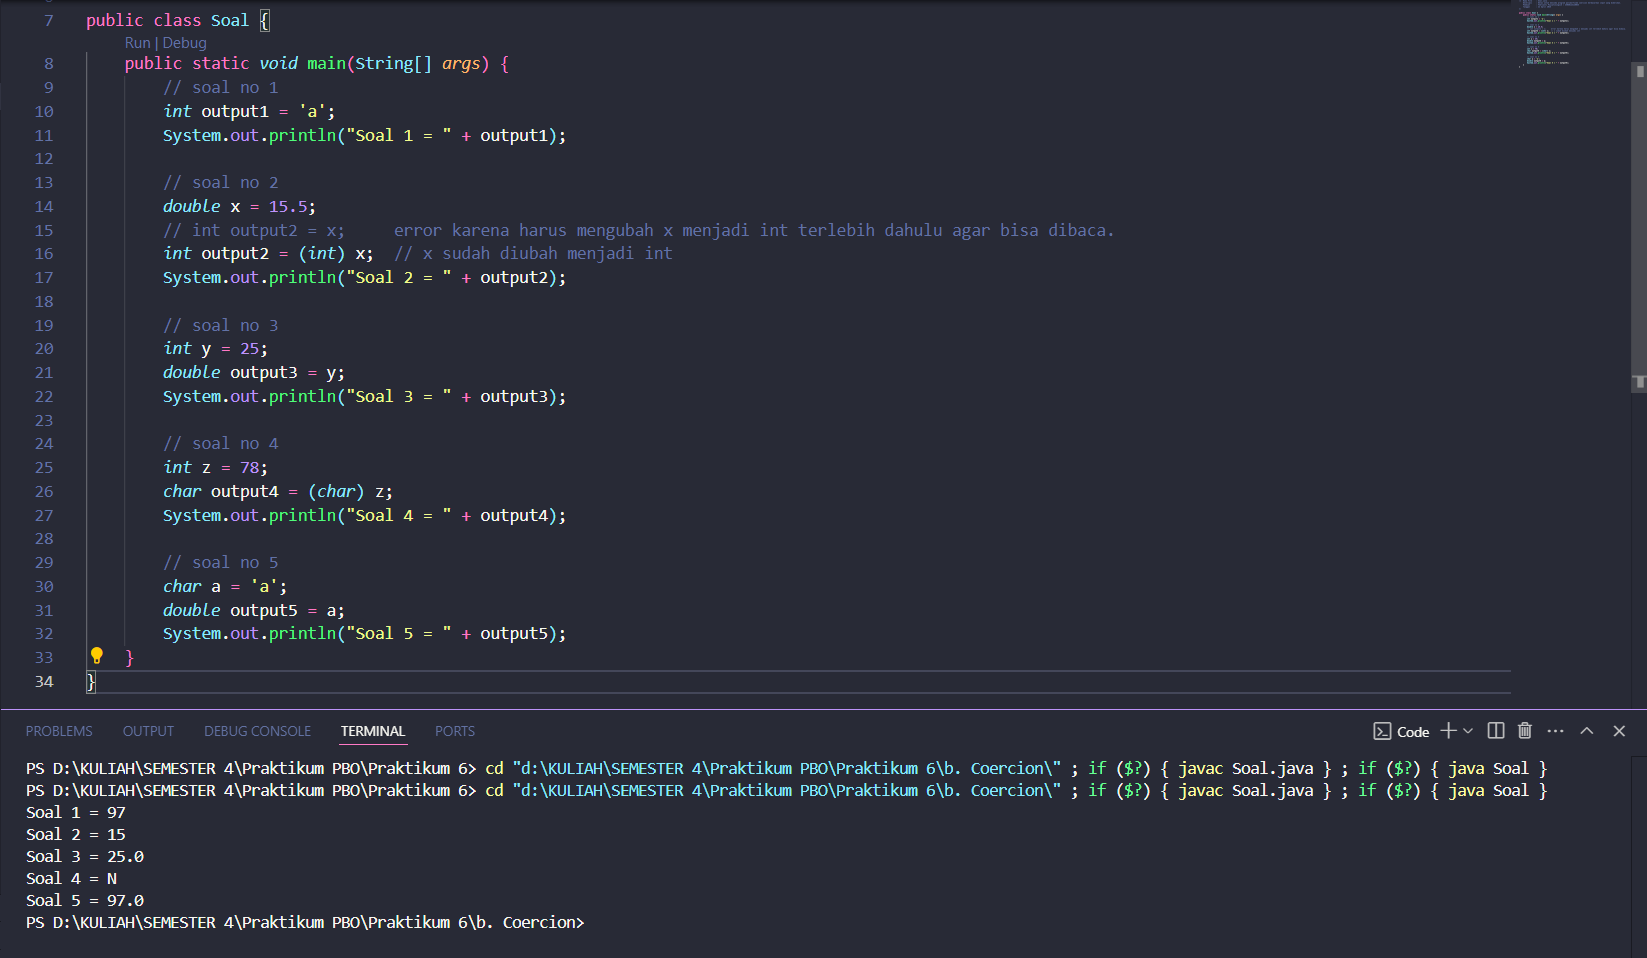 7 public class Soal {
Run | Debug
8 public static void main(String[] args) {
9 // soal no 1
10 int output1 = 'a';
11 System.out.println("Soal 1 = " + output1);
12
13 // soal no 2
14 double x = 15.5;
15 // int output2 = x;     error karena harus mengubah x menjadi int terlebih dahulu agar bisa dibaca.
16 int output2 = (int) x;  // x sudah diubah menjadi int
17 System.out.println("Soal 2 = " + output2);
18
19 // soal no 3
20 int y = 25;
21 double output3 = y;
22 System.out.println("Soal 3 = " + output3);
23
24 // soal no 4
25 int z = 78;
26 char output4 = (char) z;
27 System.out.println("Soal 4 = " + output4);
28
29 // soal no 5
30 char a = 'a';
31 double output5 = a;
32 System.out.println("Soal 5 = " + output5);
33 }
34 }
PROBLEMS OUTPUT DEBUG CONSOLE TERMINAL PORTS Code
PS D:\KULIAH\SEMESTER 4\Praktikum PBO\Praktikum 6> cd "d:\KULIAH\SEMESTER 4\Praktikum PBO\Praktikum 6\b. Coercion\" ; if ($?) { javac Soal.java } ; if ($?) { java Soal }
PS D:\KULIAH\SEMESTER 4\Praktikum PBO\Praktikum 6> cd "d:\KULIAH\SEMESTER 4\Praktikum PBO\Praktikum 6\b. Coercion\" ; if ($?) { javac Soal.java } ; if ($?) { java Soal }
Soal 1 = 97
Soal 2 = 15
Soal 3 = 25.0
Soal 4 = N
Soal 5 = 97.0
PS D:\KULIAH\SEMESTER 4\Praktikum PBO\Praktikum 6\b. Coercion>